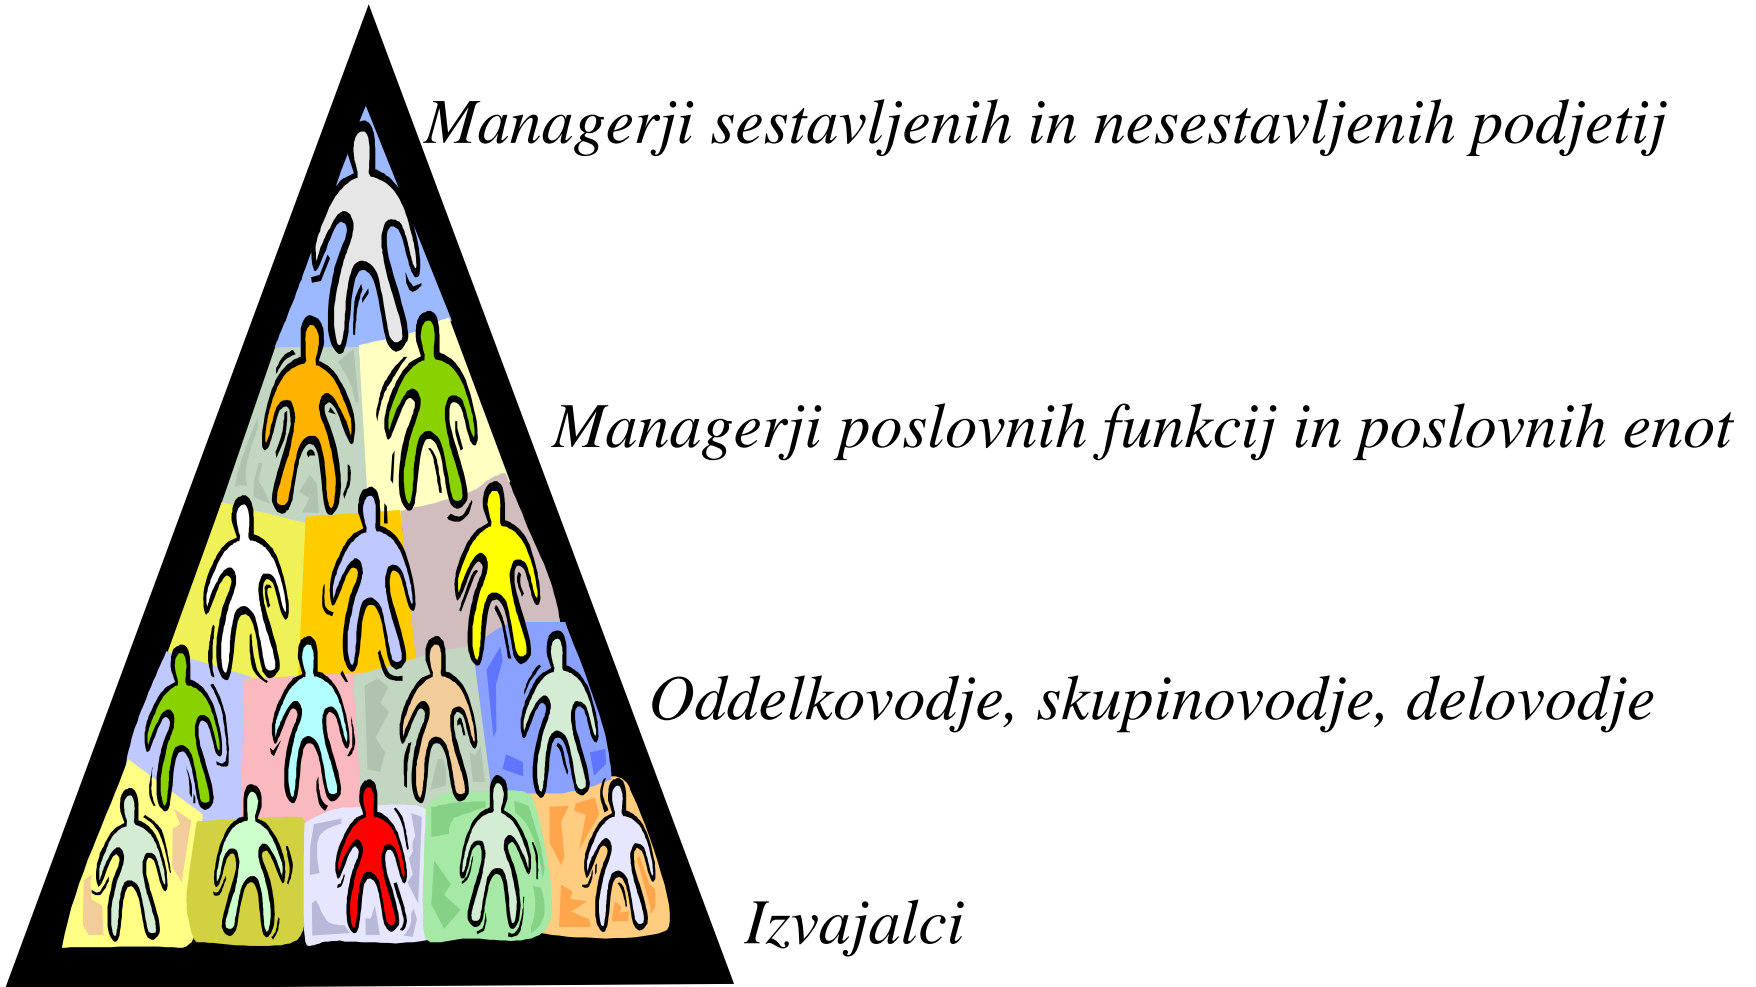 Managerji sestavljenih in nesestavljenih podjetij
Managerji poslovnih funkcij in poslovnih enot
Oddelkovodje, skupinovodje, delovodje
Izvajalci